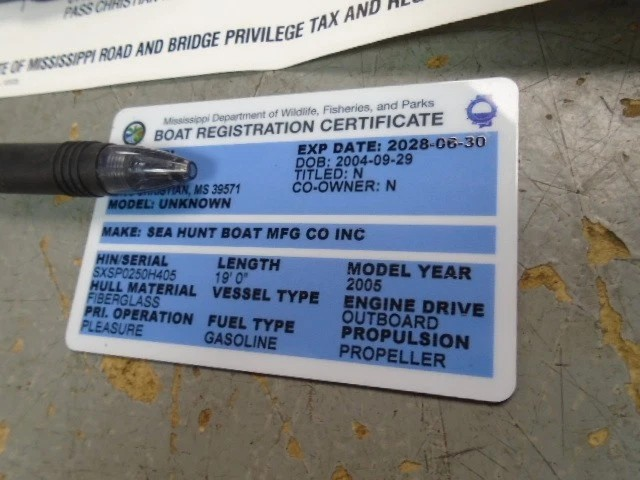 PASS CHRISTIAN
TE OF MISSISSIPPI ROAD AND BRIDGE PRIVILEGE TAX AND
Mississippi Department of Wildlife, Fisheries, and Parks
BOAT REGISTRATION CERTIFICATE
EXP DATE: 2028-06-30
DOB: 2004-09-29
TITLED: N
CHRISTIAN, MS 39571
CO-OWNER: N
MODEL: UNKNOWN
MAKE: SEA HUNT BOAT MFG CO INC
HIN/SERIAL LENGTH MODEL YEAR
SXSP0250H405 19' 0" 2005
HULL MATERIAL VESSEL TYPE ENGINE DRIVE
FIBERGLASS OUTBOARD
PRI. OPERATION FUEL TYPE PROPULSION
PLEASURE GASOLINE PROPELLER